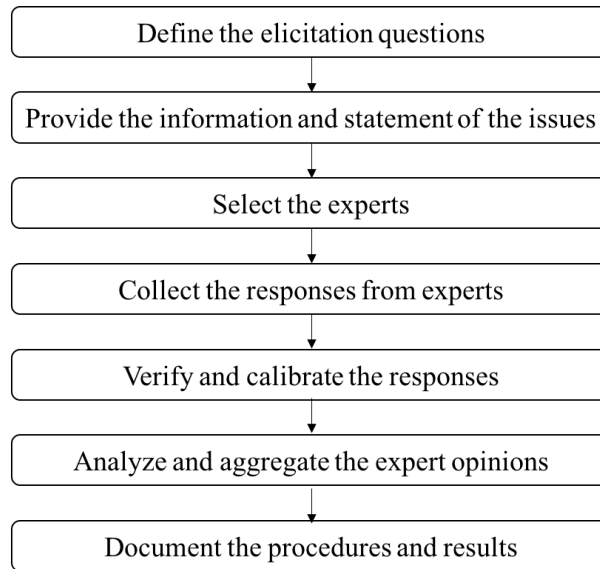 Define the elicitation questions
Provide the information and statement of the issues
Select the experts
Collect the responses from experts
Verify and calibrate the responses
Analyze and aggregate the expert opinions
Document the procedures and results